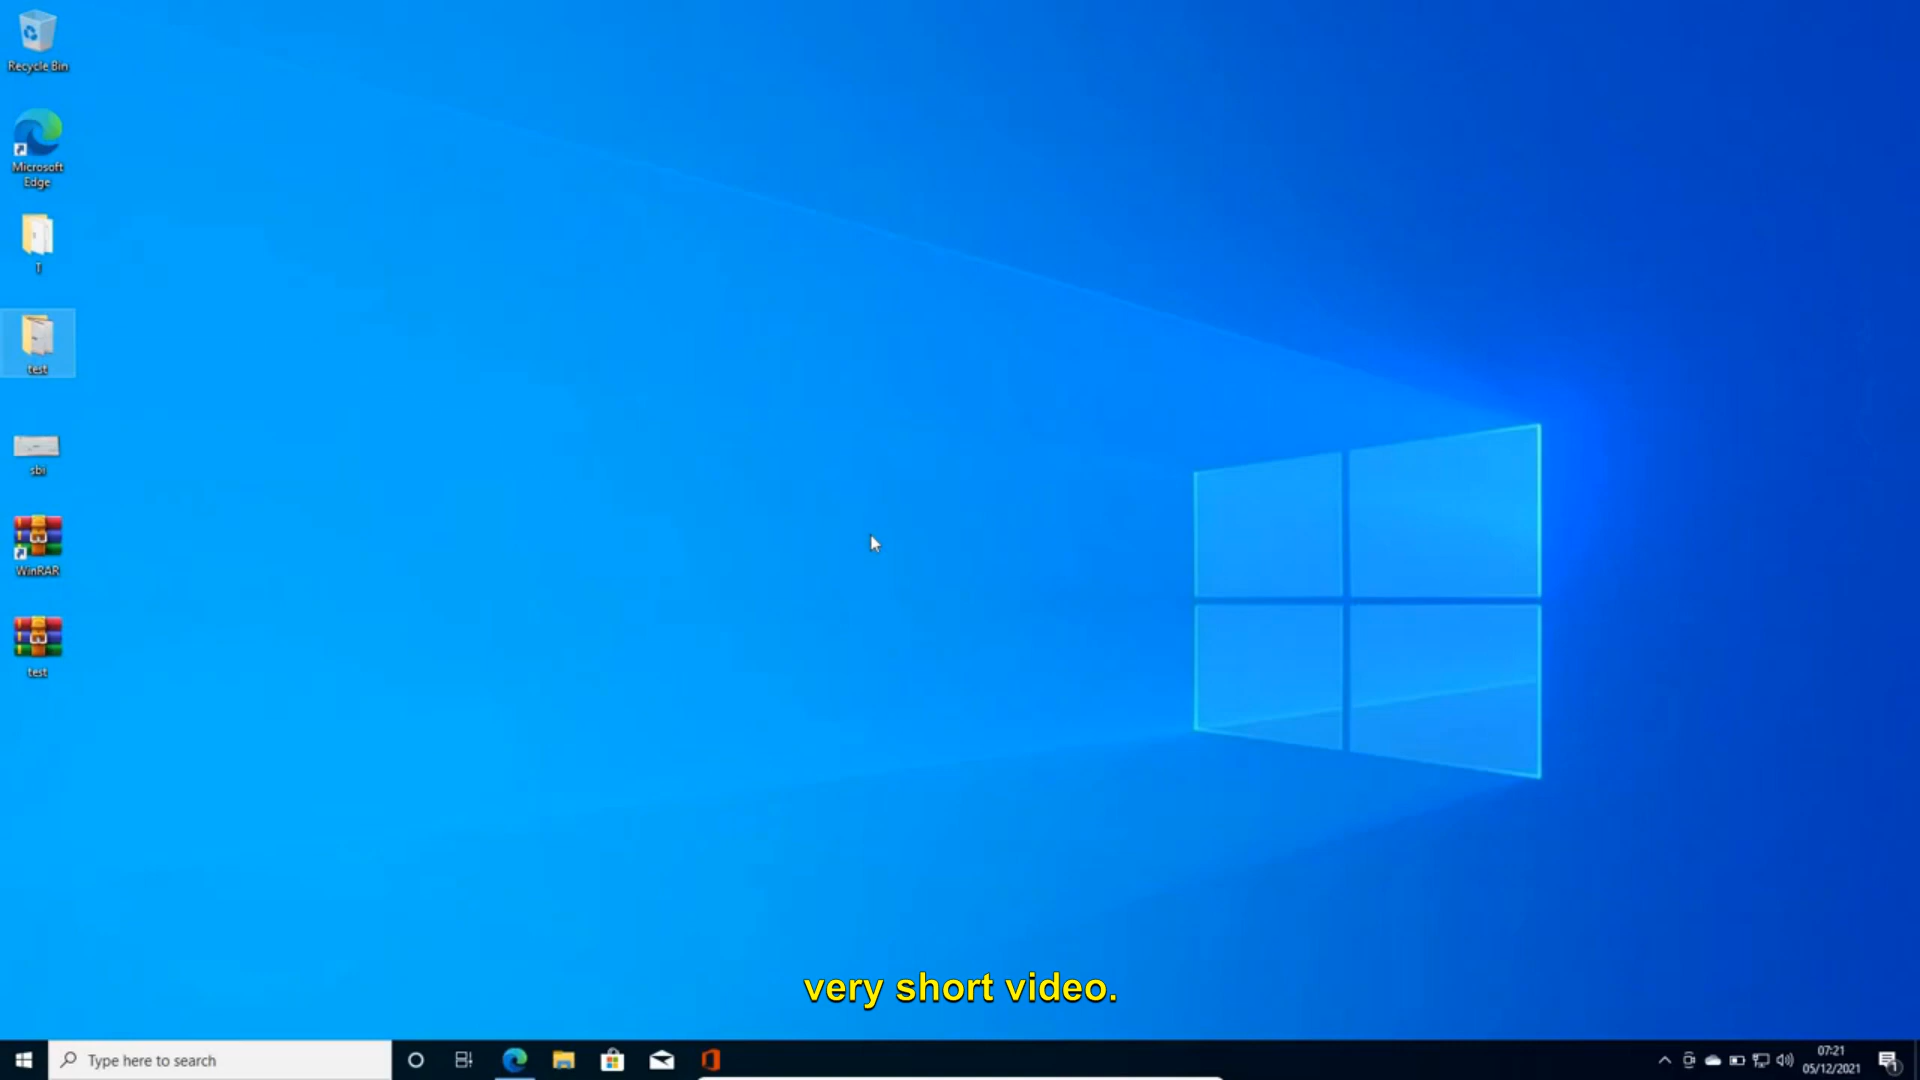 Recycle Bin
Microsoft
Edge
T
test
sbi
WinRAR
test
very short video.
Type here to search
07:21
05/12/2021
1